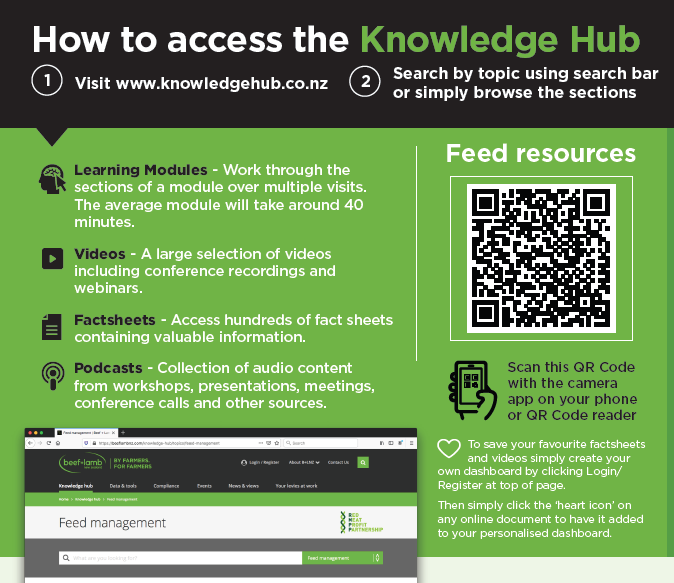 How to access the Knowledge Hub
1 Visit www.knowledgehub.co.nz
2 Search by topic using search bar
or simply browse the sections
Learning Modules - Work through the
sections of a module over multiple visits.
The average module will take around 40
minutes.
Videos - A large selection of videos
including conference recordings and
webinars.
Factsheets - Access hundreds of fact sheets
containing valuable information.
Podcasts - Collection of audio content
from workshops, presentations, meetings,
conference calls and other sources.
Feed resources
Scan this QR Code
with the camera
app on your phone
or QR Code reader
To save your favourite factsheets
and videos simply create your
own dashboard by clicking Login/
Register at top of page.
Then simply click the ‘heart icon’ on
any online document to have it added
to your personalised dashboard.
Feed management | Beef + Lam
https://beeflambnz.com/knowledge-hub/topics/feed-management
Search
beef+lamb
BY FARMERS.
FOR FARMERS
Login / Register About B+LNZ Contact Us
Knowledge hub Data & tools Compliance Events News & views Your levies at work
Home Knowledge hub Feed management
Feed management
RED
MEAT
PROFIT
PARTNERSHIP
What are you looking for? Feed management